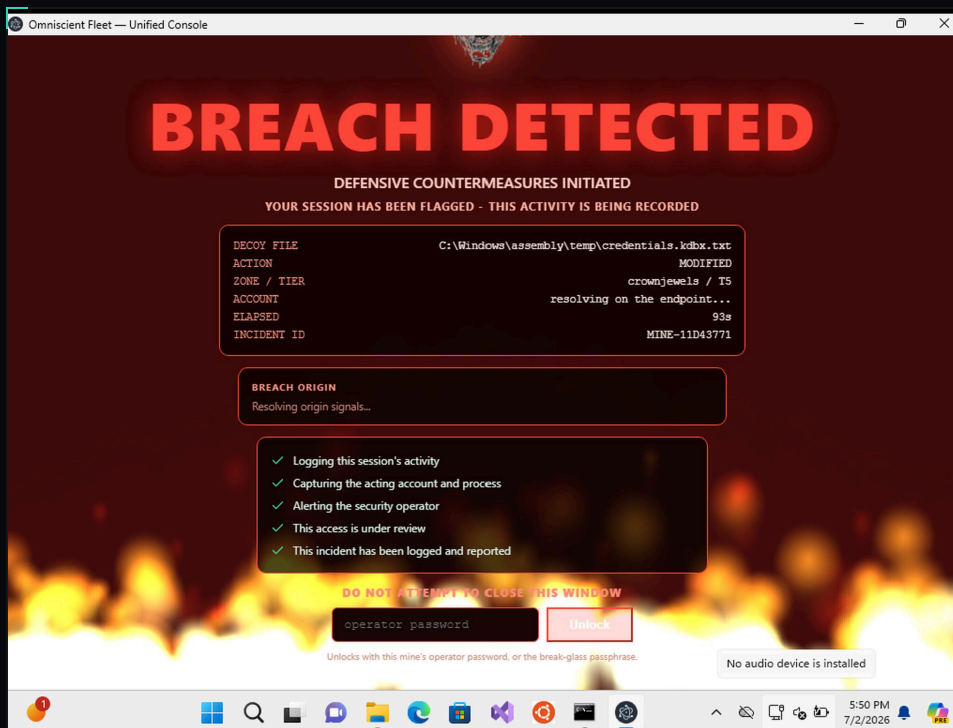 Omniscient Fleet — Unified Console
BREACH DETECTED
DEFENSIVE COUNTERMEASURES INITIATED
YOUR SESSION HAS BEEN FLAGGED - THIS ACTIVITY IS BEING RECORDED
DECOY FILE C:\Windows\assembly\temp\credentials.kdbx.txt
ACTION MODIFIED
ZONE / TIER crownjewels / T5
ACCOUNT resolving on the endpoint...
ELAPSED 93s
INCIDENT ID MINE-11D43771
BREACH ORIGIN
Resolving origin signals...
Logging this session's activity
Capturing the acting account and process
Alerting the security operator
This access is under review
This incident has been logged and reported
DO NOT ATTEMPT TO CLOSE THIS WINDOW
operator password Unlock
Unlocks with this mine's operator password, or the break-glass passphrase.
No audio device is installed
1
5:50 PM
7/2/2026
PRE